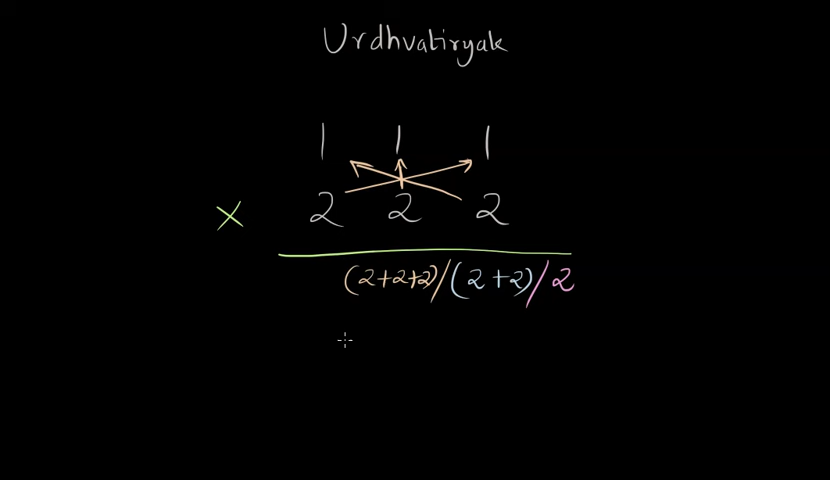 Urdhvatiryak
1 1 1
× 2 2 2
(2+2+2)/(2+2)/2